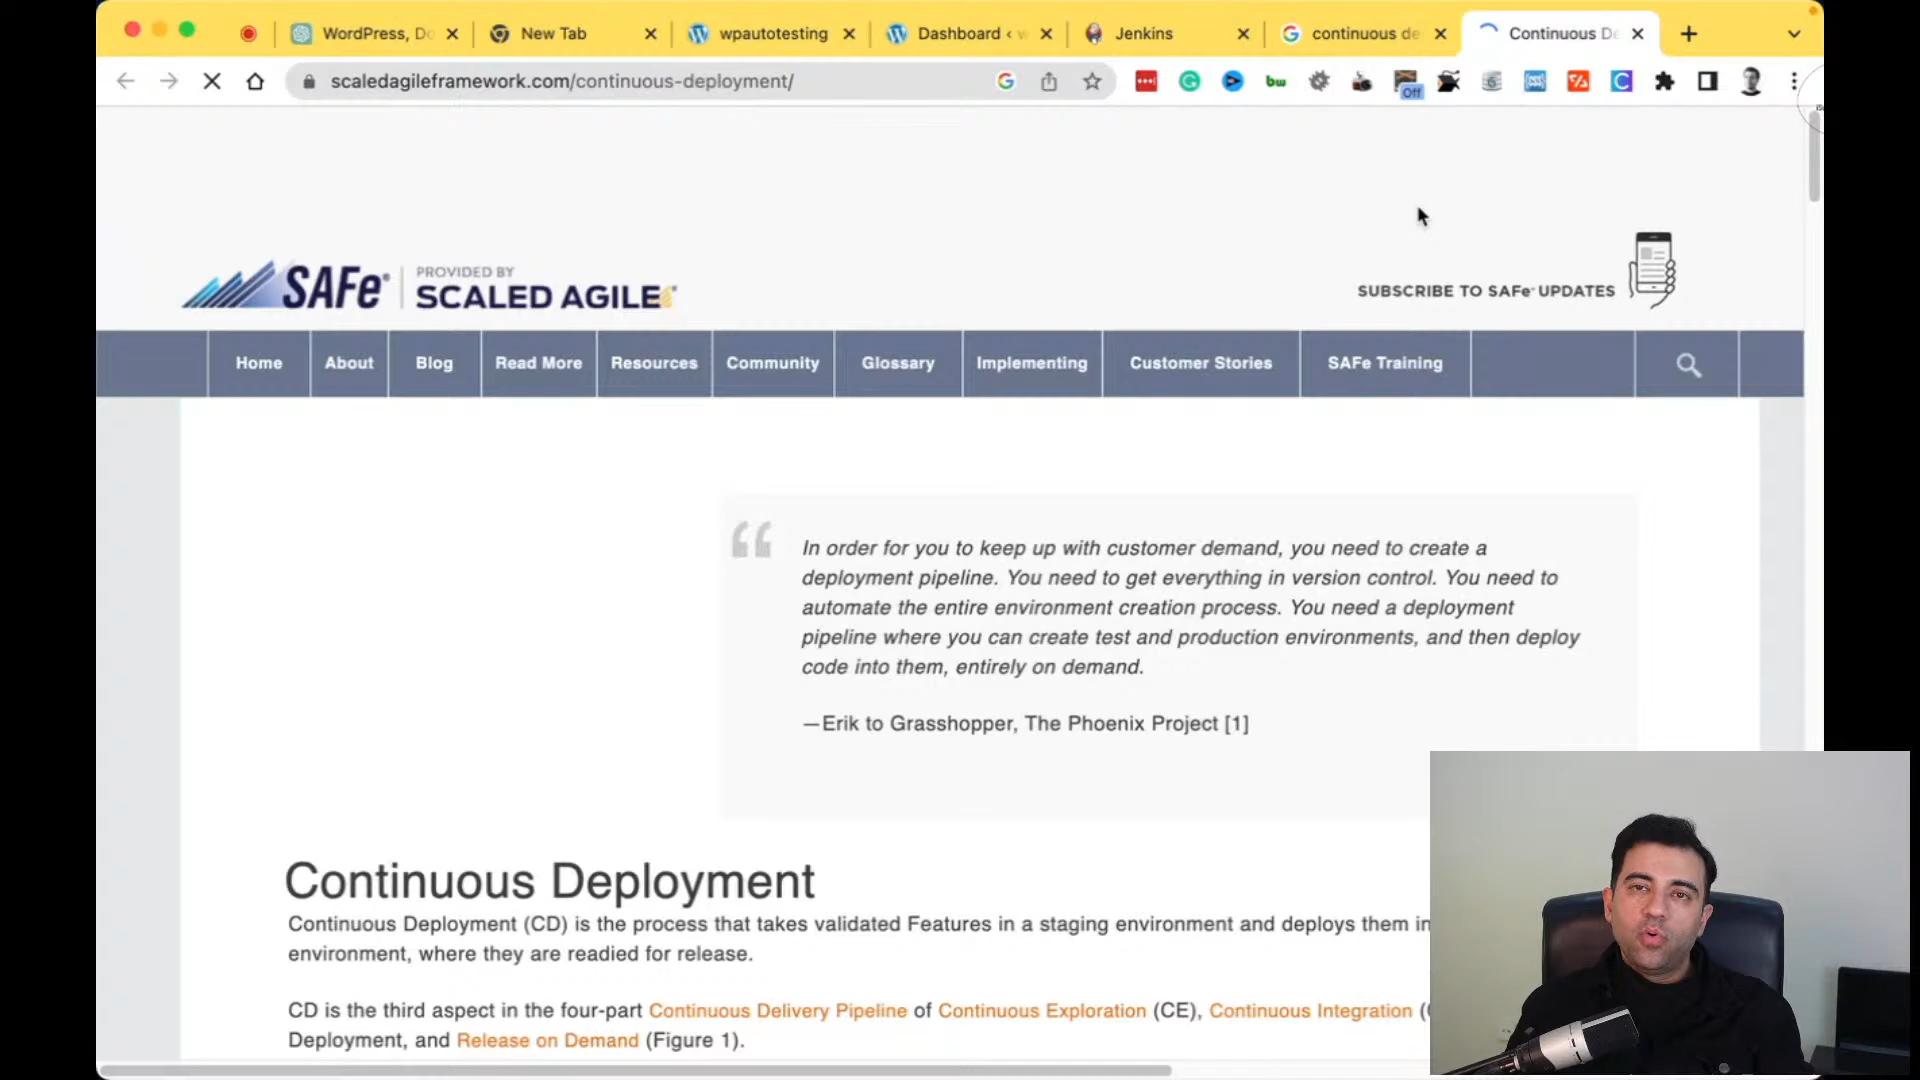 WordPress, Do
New Tab
wpautotesting
Dashboard ‹ w
Jenkins
continuous de
Continuous De
scaledagileframework.com/continuous-deployment/
bw
Off
SAFe®
PROVIDED BY
SCALED AGILE
SUBSCRIBE TO SAFe® UPDATES
Home
About
Blog
Read More
Resources
Community
Glossary
Implementing
Customer Stories
SAFe Training
In order for you to keep up with customer demand, you need to create a
deployment pipeline. You need to get everything in version control. You need to
automate the entire environment creation process. You need a deployment
pipeline where you can create test and production environments, and then deploy
code into them, entirely on demand.
—Erik to Grasshopper, The Phoenix Project [1]
Continuous Deployment
Continuous Deployment (CD) is the process that takes validated Features in a staging environment and deploys them in
environment, where they are readied for release.
CD is the third aspect in the four-part Continuous Delivery Pipeline of Continuous Exploration (CE), Continuous Integration (
Deployment, and Release on Demand (Figure 1).